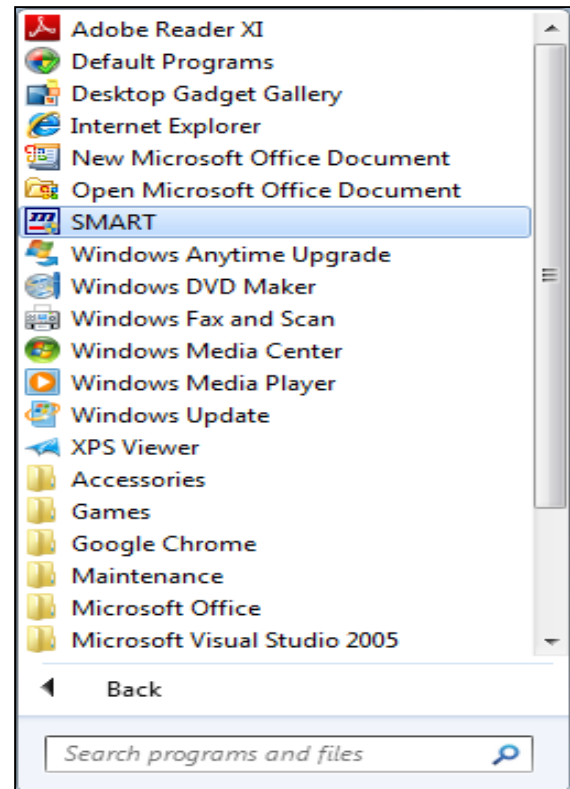 Adobe Reader XI
Default Programs
Desktop Gadget Gallery
Internet Explorer
New Microsoft Office Document
Open Microsoft Office Document
SMART
Windows Anytime Upgrade
Windows DVD Maker
Windows Fax and Scan
Windows Media Center
Windows Media Player
Windows Update
XPS Viewer
Accessories
Games
Google Chrome
Maintenance
Microsoft Office
Microsoft Visual Studio 2005
Back
Search programs and files